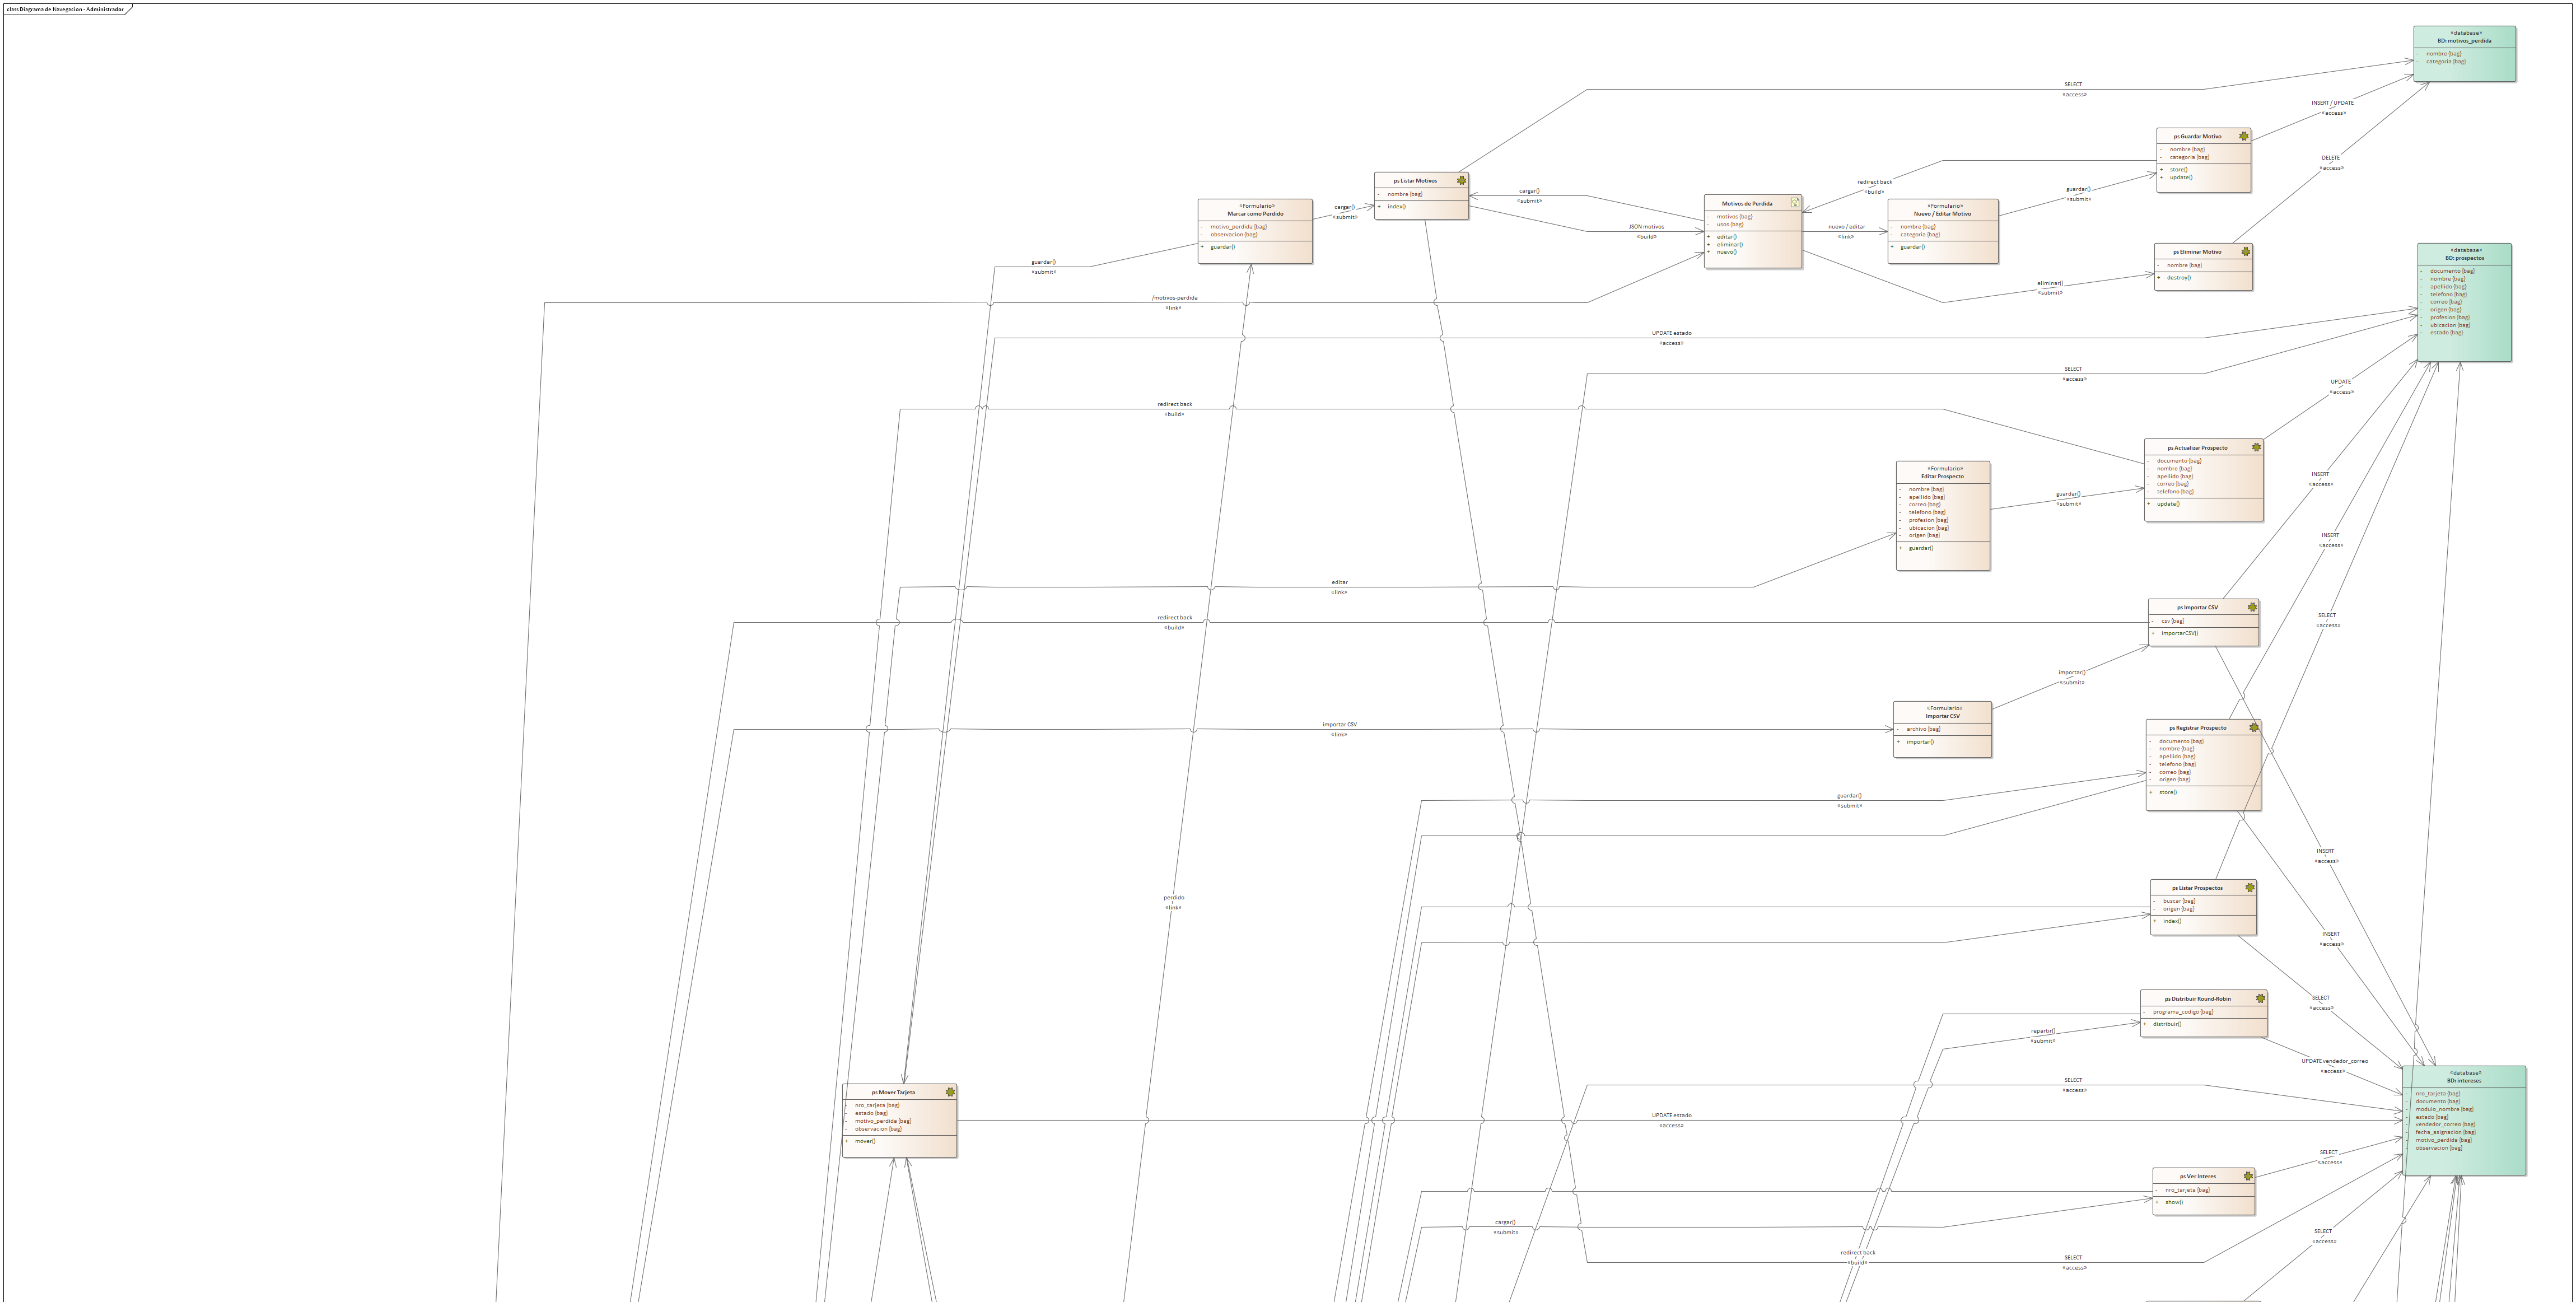 class Diagrama de Navegacion - Administrador
«database»
BD: motivos_perdida
- nombre {bag}
- categoria {bag}
SELECT
«access»
INSERT / UPDATE
«access»
ps Guardar Motivo
- nombre {bag}
- categoria {bag}
+ store()
+ update()
DELETE
«access»
ps Listar Motivos
- nombre {bag}
+ index()
cargar()
«submit»
redirect back
«build»
guardar()
«submit»
«Formulario»
Marcar como Perdido
- motivo_perdida {bag}
- observacion {bag}
+ guardar()
cargar()
«submit»
Motivos de Perdida
- motivos {bag}
- usos {bag}
+ editar()
+ eliminar()
+ nuevo()
JSON motivos
«build»
nuevo / editar
«link»
«Formulario»
Nuevo / Editar Motivo
- nombre {bag}
- categoria {bag}
+ guardar()
ps Eliminar Motivo
- nombre {bag}
+ destroy()
«database»
BD: prospectos
- documento {bag}
- nombre {bag}
- apellido {bag}
- telefono {bag}
- correo {bag}
- origen {bag}
- profesion {bag}
- ubicacion {bag}
- estado {bag}
guardar()
«submit»
eliminar()
«submit»
/motivos-perdida
«link»
UPDATE estado
«access»
SELECT
«access»
UPDATE
«access»
redirect back
«build»
ps Actualizar Prospecto
- documento {bag}
- nombre {bag}
- apellido {bag}
- correo {bag}
- telefono {bag}
+ update()
«Formulario»
Editar Prospecto
- nombre {bag}
- apellido {bag}
- correo {bag}
- telefono {bag}
- profesion {bag}
- ubicacion {bag}
- origen {bag}
+ guardar()
guardar()
«submit»
INSERT
«access»
INSERT
«access»
editar
«link»
ps Importar CSV
- csv {bag}
+ importarCSV()
redirect back
«build»
SELECT
«access»
importar()
«submit»
«Formulario»
Importar CSV
- archivo {bag}
+ importar()
importar CSV
«link»
ps Registrar Prospecto
- documento {bag}
- nombre {bag}
- apellido {bag}
- telefono {bag}
- correo {bag}
- origen {bag}
+ store()
guardar()
«submit»
INSERT
«access»
perdido
«link»
ps Listar Prospectos
- buscar {bag}
- origen {bag}
+ index()
INSERT
«access»
SELECT
«access»
ps Distribuir Round-Robin
- programa_codigo {bag}
+ distribuir()
repartir()
«submit»
UPDATE vendedor_correo
«access»
«database»
BD: intereses
- nro_tarjeta {bag}
- documento {bag}
- modulo_nombre {bag}
- estado {bag}
- vendedor_correo {bag}
- fecha_asignacion {bag}
- motivo_perdida {bag}
- observacion {bag}
ps Mover Tarjeta
- nro_tarjeta {bag}
- estado {bag}
- motivo_perdida {bag}
- observacion {bag}
+ mover()
SELECT
«access»
UPDATE estado
«access»
SELECT
«access»
ps Ver Interes
- nro_tarjeta {bag}
+ show()
cargar()
«submit»
SELECT
«access»
redirect back
«build»
SELECT
«access»